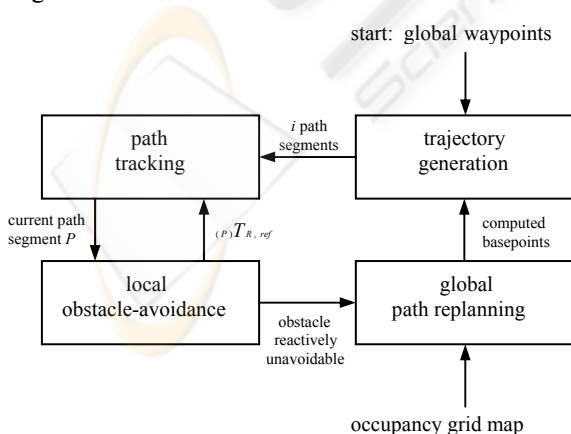 start: global waypoints
path
tracking
i path
segments
trajectory
generation
current path
segment P
(P)T R, ref
computed
basepoints
local
obstacle-avoidance
obstacle
reactively
unavoidable
global
path replanning
occupancy grid map